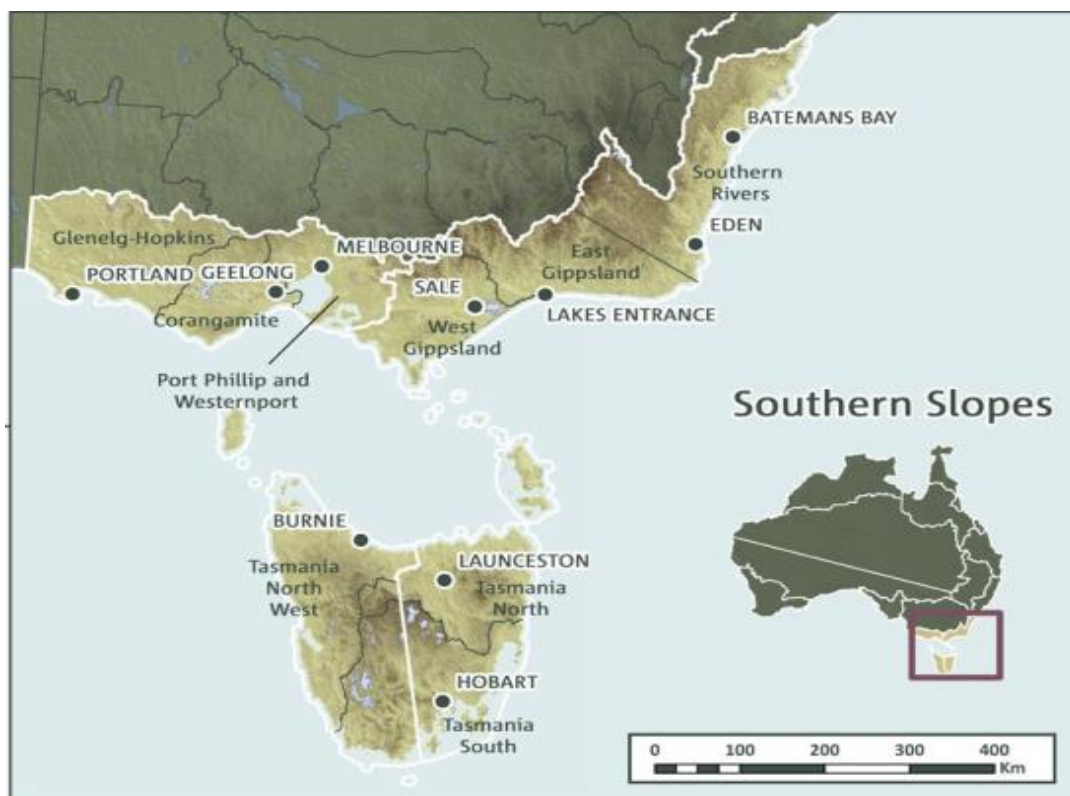 BATEMANS BAY
Southern
Rivers
EDEN
Glenelg-Hopkins
MELBOURNE
PORTLAND
GEELONG
SALE
East
Gippsland
LAKES ENTRANCE
Corangamite
West
Gippsland
Port Phillip and
Westernport
Southern Slopes
BURNIE
LAUNCESTON
Tasmania
North
West
Tasmania
North
HOBART
Tasmania
South
0 100 200 300 400
Km